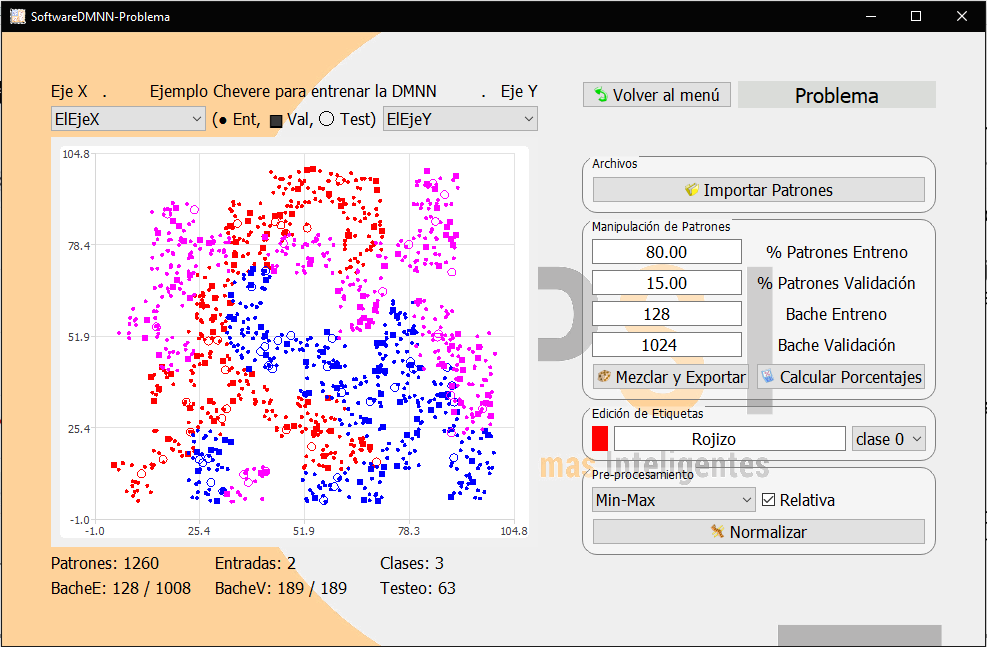 SoftwareDMNN-Problema
Eje X . Ejemplo Chevere para entrenar la DMNN . Eje Y
ElEjeX (● Ent, ■ Val, ○ Test) ElEjeY
104.8
78.4
51.9
25.4
-1.0
-1.0 25.4 51.9 78.3 104.8
Patrones: 1260 Entradas: 2 Clases: 3
BacheE: 128 / 1008 BacheV: 189 / 189 Testeo: 63
Volver al menú Problema
Archivos
Importar Patrones
Manipulación de Patrones
80.00 % Patrones Entreno
15.00 % Patrones Validación
128 Bache Entreno
1024 Bache Validación
Mezclar y Exportar Calcular Porcentajes
Edición de Etiquetas
Rojizo clase 0
mas Inteligentes
Pre-procesamiento
Min-Max Relativa
Normalizar